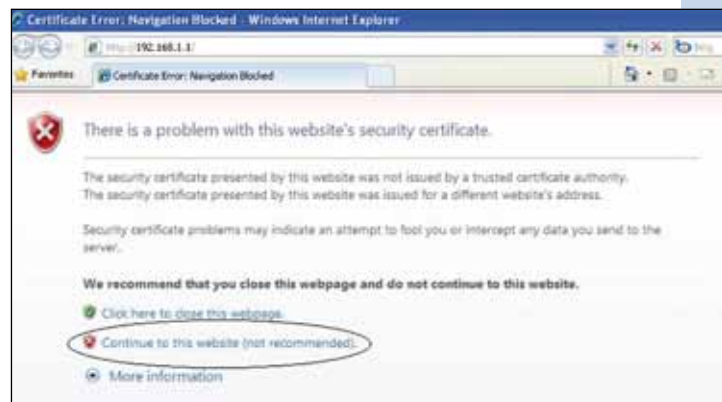 Certificate Error: Navigation Blocked - Windows Internet Explorer
192.168.1.1/
Favorites
Certificate Error: Navigation Blocked
There is a problem with this website's security certificate.
The security certificate presented by this website was not issued by a trusted certificate authority.
The security certificate presented by this website was issued for a different website's address.
Security certificate problems may indicate an attempt to fool you or intercept any data you send to the
server.
We recommend that you close this webpage and do not continue to this website.
Click here to close this webpage.
Continue to this website (not recommended).
More information